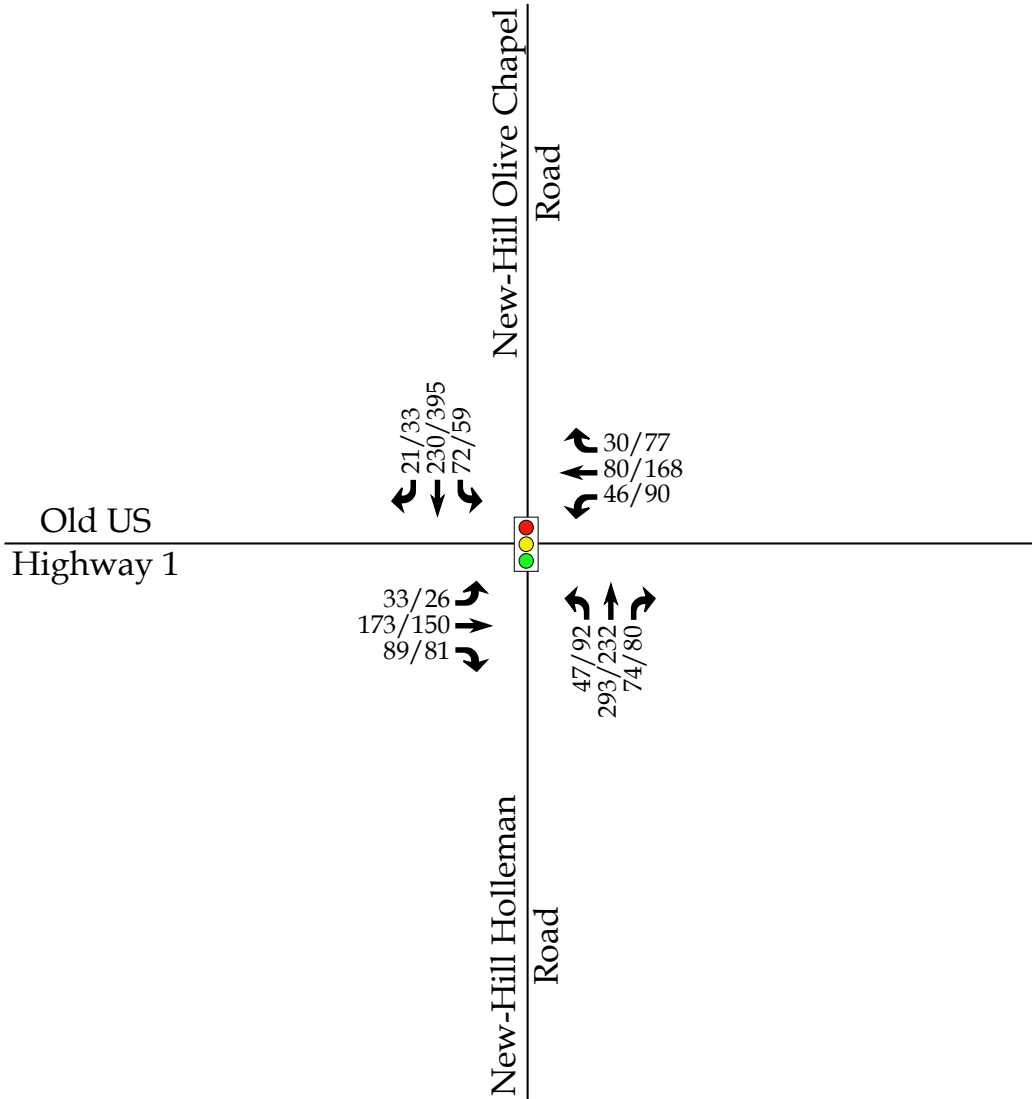 New-Hill Olive Chapel
Road
21/33
230/395
72/59
30/77
80/168
46/90
Old US
Highway 1
33/26
173/150
89/81
47/92
293/232
74/80
New-Hill Holleman
Road